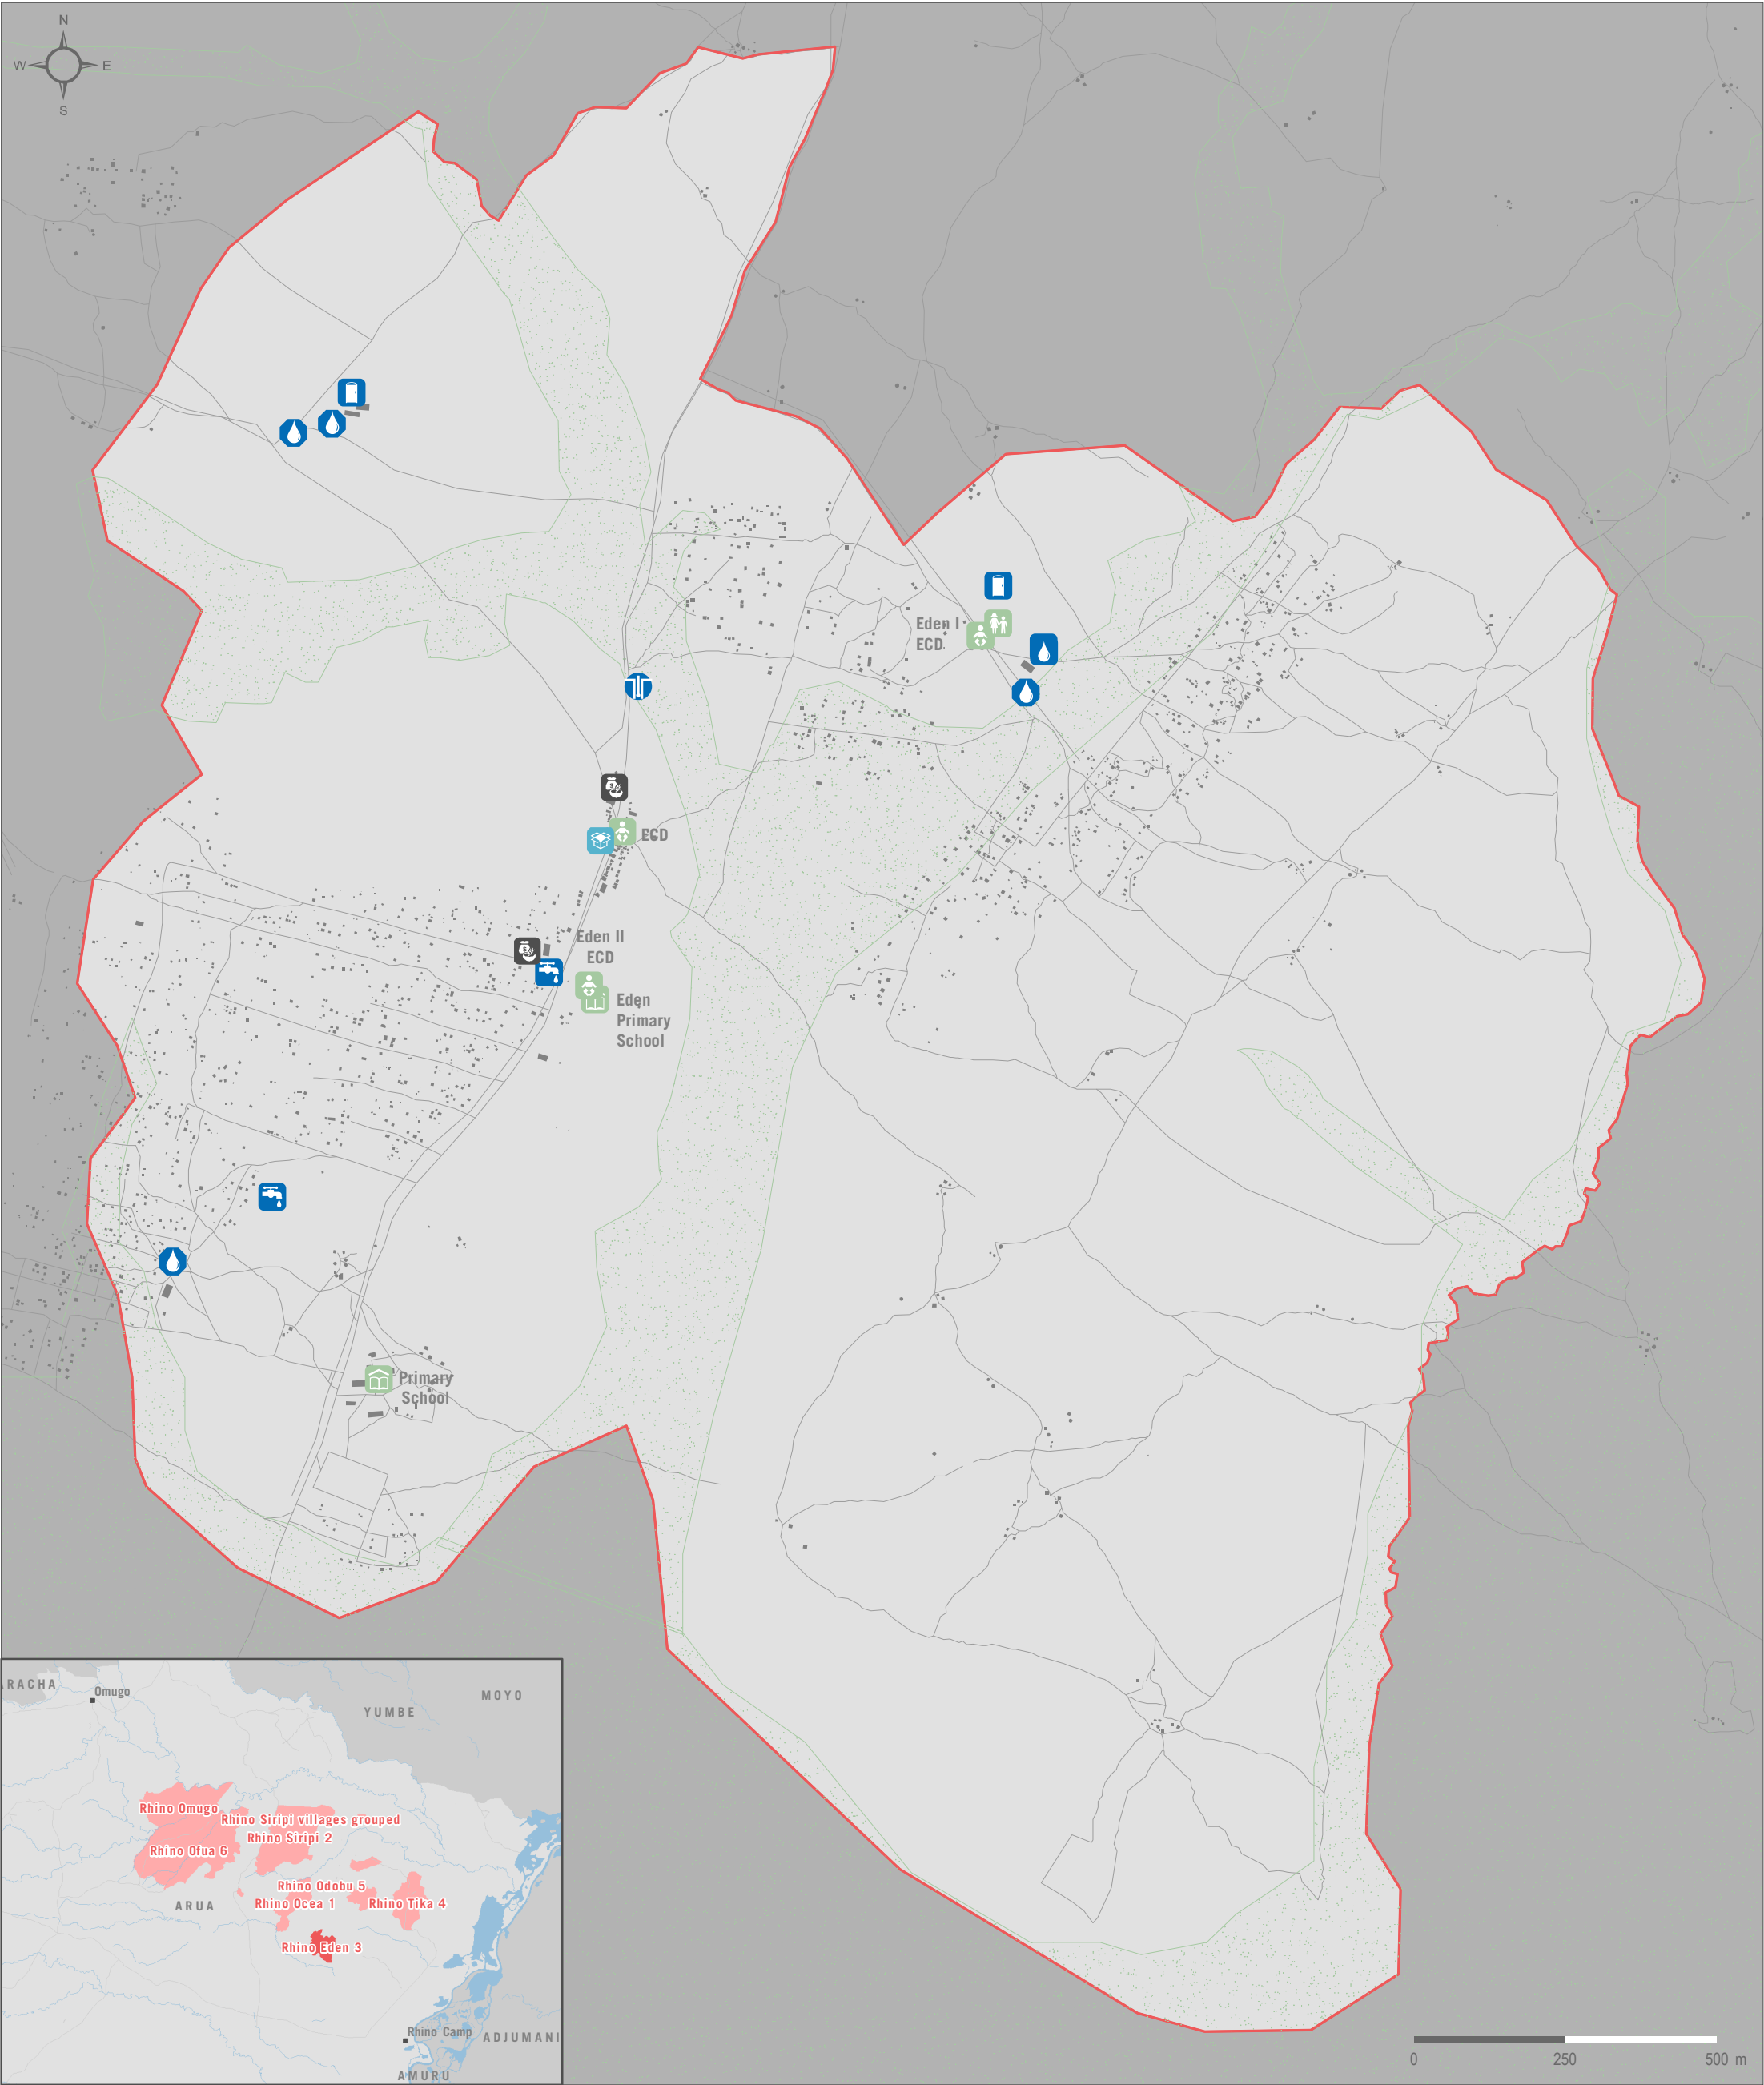 N
W E
S
Eden I
ECD
ECD
Eden II
ECD
Eden
Primary
School
Primary
School
ARACHA
Omugo
MOYO
YUMBE
Rhino Omugo
Rhino Siripi villages grouped
Rhino Siripi 2
Rhino Ofua 6
Rhino Odobu 5
Rhino Ocea 1
Rhino Tika 4
ARUA
Rhino Eden 3
Rhino Camp
ADJUMANI
AMURU
0 250 500 m